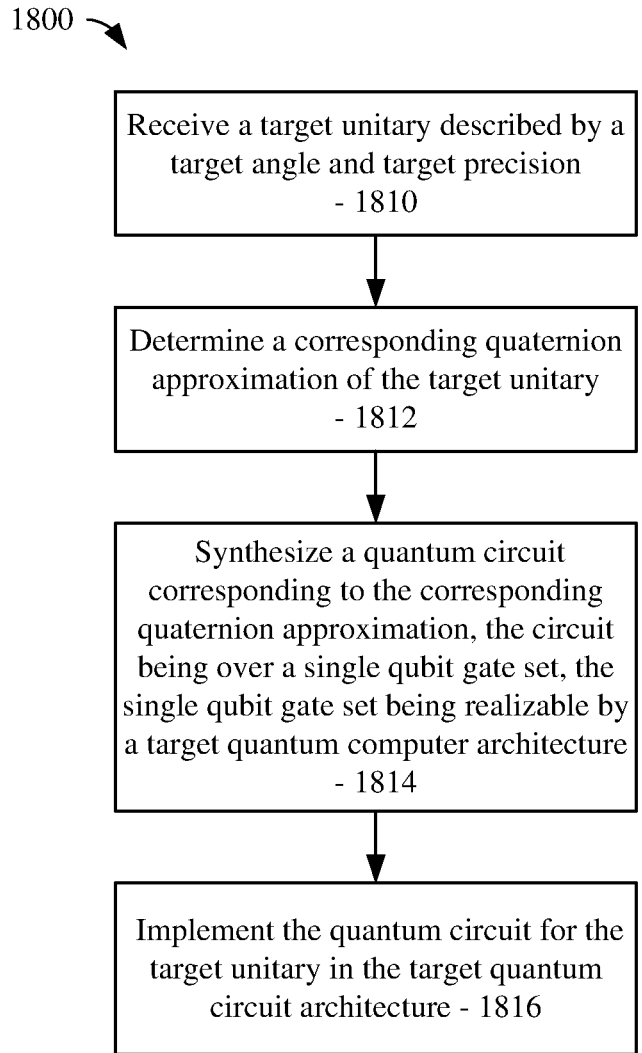 1800
Receive a target unitary described by a
target angle and target precision
- 1810
Determine a corresponding quaternion
approximation of the target unitary
- 1812
Synthesize a quantum circuit
corresponding to the corresponding
quaternion approximation, the circuit
being over a single qubit gate set, the
single qubit gate set being realizable by
a target quantum computer architecture
- 1814
Implement the quantum circuit for the
target unitary in the target quantum
circuit architecture - 1816